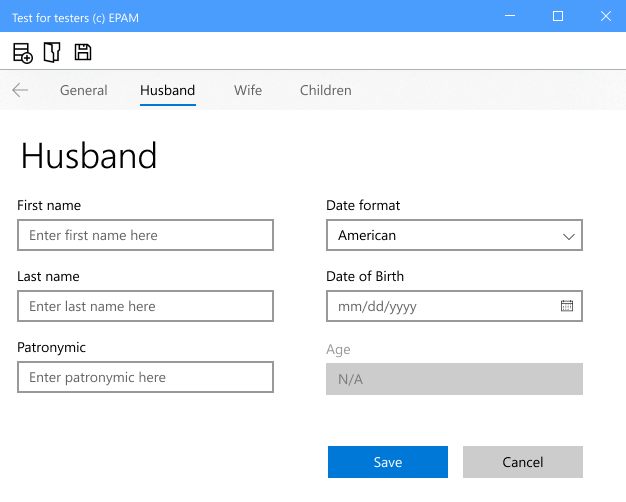 Test for testers (c) EPAM
General Husband Wife Children
Husband
First name
Enter first name here
Last name
Enter last name here
Patronymic
Enter patronymic here
Date format
American
Date of Birth
mm/dd/yyyy
Age
N/A
Save Cancel